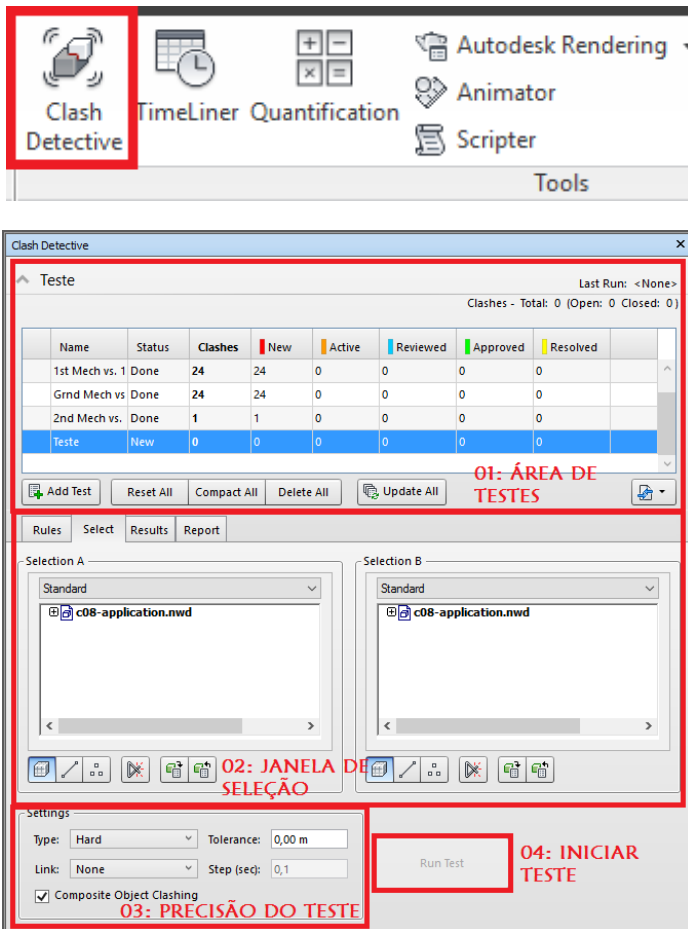 Clash
Detective
TimeLiner
Quantification
Autodesk Rendering
Animator
Scripter
Tools
Clash Detective
Teste
Last Run: <None>
Clashes - Total: 0 (Open: 0 Closed: 0)
Name Status Clashes New Active Reviewed Approved Resolved
1st Mech vs. 1 Done 24 24 0 0 0 0
Grnd Mech vs Done 24 24 0 0 0 0
2nd Mech vs. Done 1 1 0 0 0 0
Teste New 0 0 0 0 0 0
01: ÁREA DE
TESTES
Add Test Reset All Compact All Delete All Update All
Rules Select Results Report
Selection A
Standard
c08-application.nwd
Selection B
Standard
c08-application.nwd
02: JANELA DE
SELEÇÃO
Settings
Type: Hard Tolerance: 0,00 m
Link: None Step (sec): 0,1
Composite Object Clashing
03: PRECISÃO DO TESTE
Run Test
04: INICIAR
TESTE